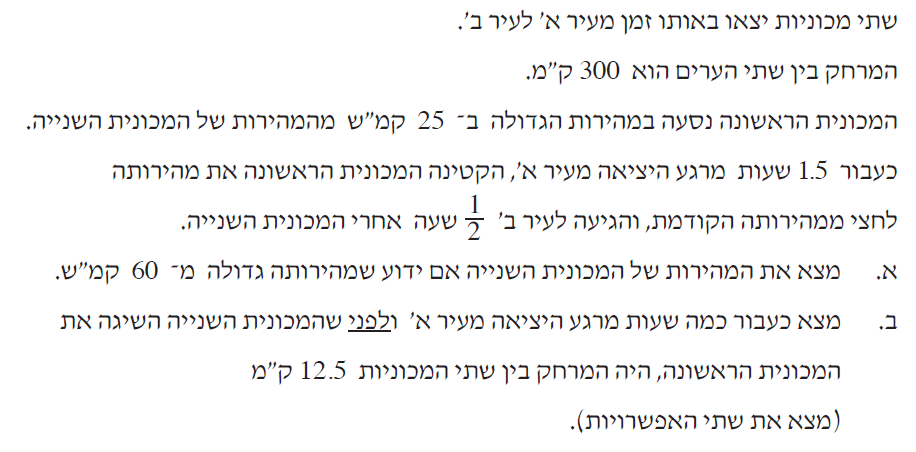 שתי מכוניות יצאו באותו זמן מעיר א' לעיר ב'.
המרחק בין שתי הערים הוא 300 ק"מ.
המכונית הראשונה נסעה במהירות הגדולה ב־ 25 קמ"ש מהמהירות של המכונית השנייה.
כעבור 1.5 שעות מרגע היציאה מעיר א', הקטינה המכונית הראשונה את מהירותה
לחצי ממהירותה הקודמת, והגיעה לעיר ב' 1/2 שעה אחרי המכונית השנייה.
א. מצא את המהירות של המכונית השנייה אם ידוע שמהירותה גדולה מ־ 60 קמ"ש.
ב. מצא כעבור כמה שעות מרגע היציאה מעיר א' ולפני שהמכונית השנייה השיגה את
המכונית הראשונה, היה המרחק בין שתי המכוניות 12.5 ק"מ
(מצא את שתי האפשרויות).